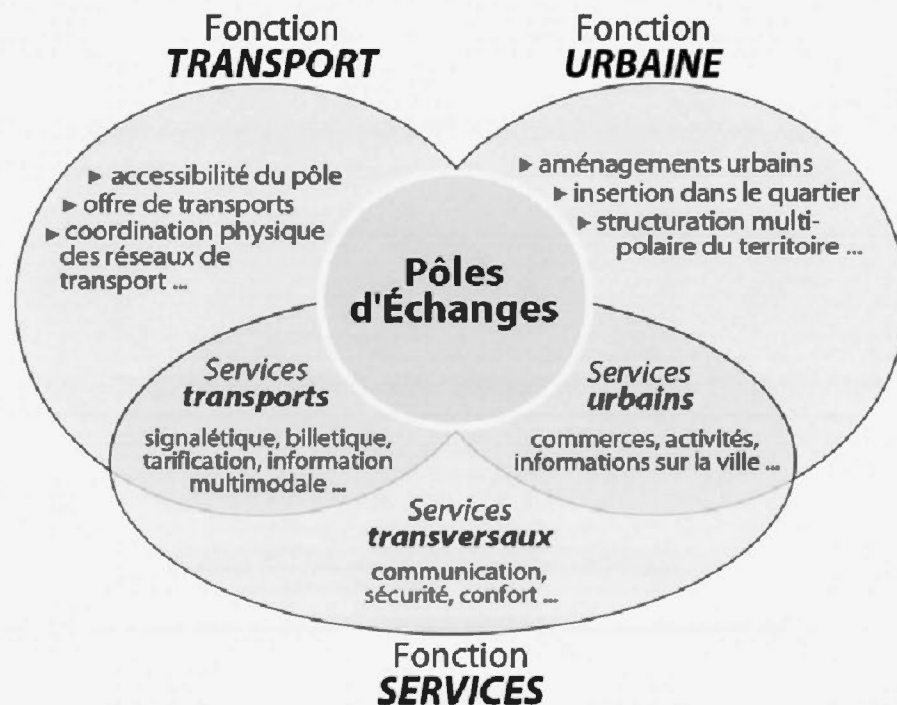 Fonction
TRANSPORT
Fonction
URBAINE
▶ accessibilité du pôle
▶ offre de transports
▶ coordination physique
des réseaux de
transport ...
▶ aménagements urbains
▶ insertion dans le quartier
▶ structuration multi-
polaire du territoire ...
Pôles
d'Échanges
Services
transports
signalétique, billetique,
tarification, information
multimodale ...
Services
urbains
commerces, activités,
informations sur la ville ...
Services
transversaux
communication,
sécurité, confort ...
Fonction
SERVICES